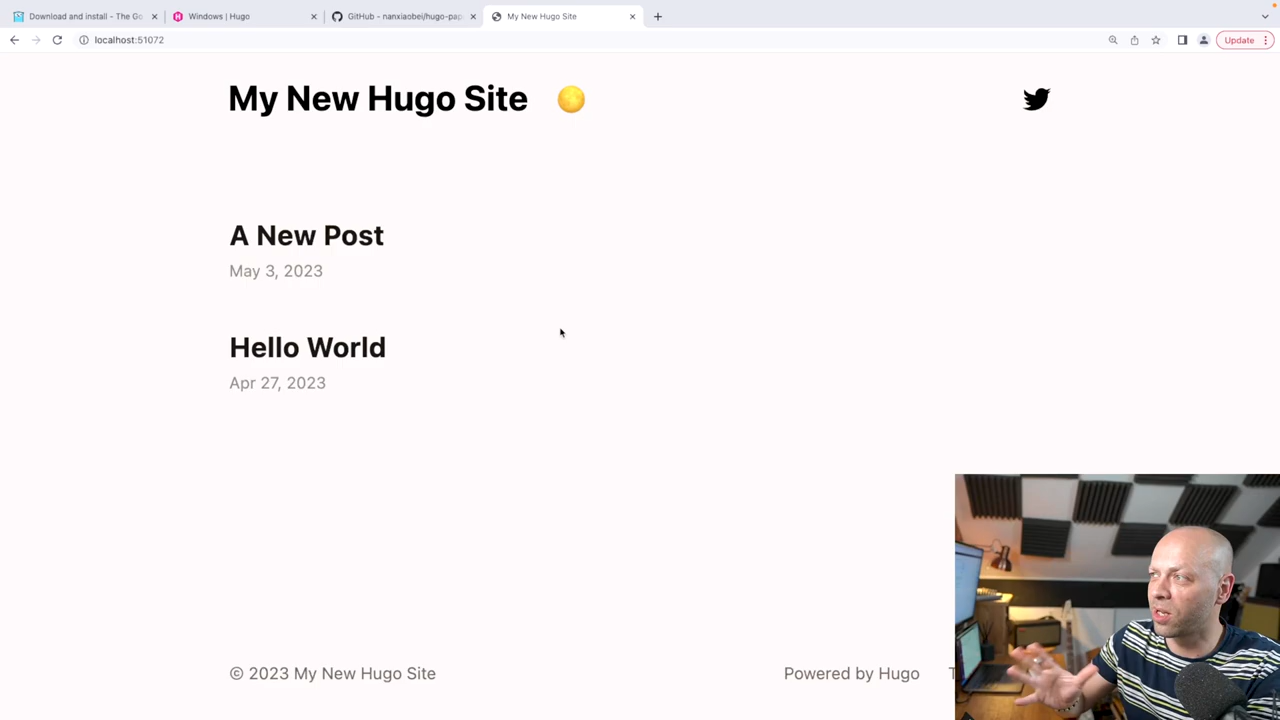 Download and install - The Go
Windows | Hugo
GitHub - nanxiaobei/hugo-pap
My New Hugo Site
localhost:51072
Update
My New Hugo Site
A New Post
May 3, 2023
Hello World
Apr 27, 2023
© 2023 My New Hugo Site
Powered by Hugo